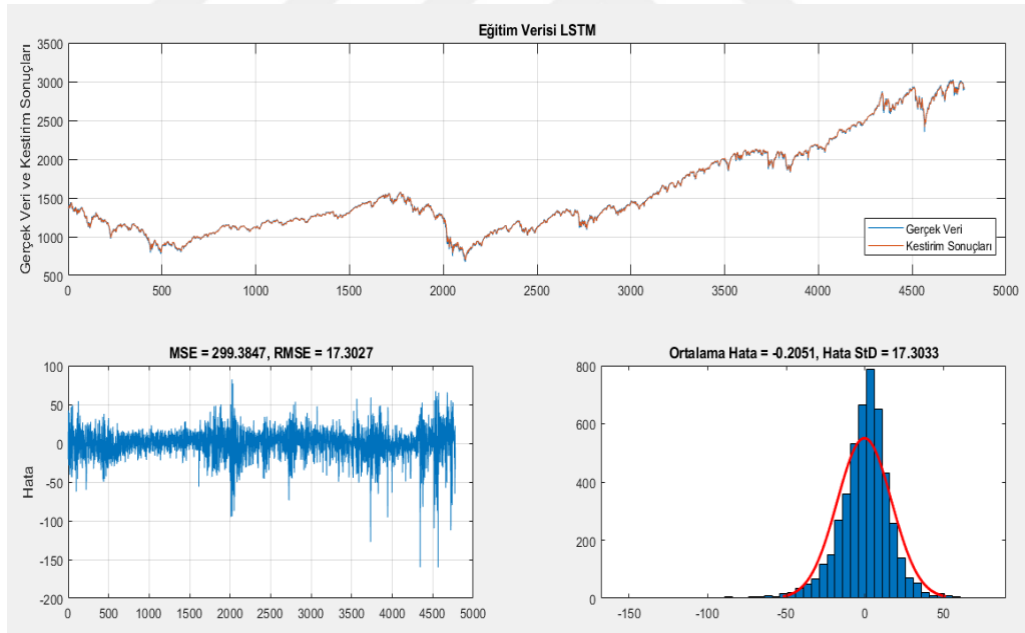 Eğitim Verisi LSTM
Gerçek Veri ve Kestirim Sonuçları
3500
3000
2500
2000
1500
1000
500
0 500 1000 1500 2000 2500 3000 3500 4000 4500 5000
Gerçek Veri
Kestirim Sonuçları
MSE = 299.3847, RMSE = 17.3027
Hata
100
50
0
-50
-100
-150
-200
0 500 1000 1500 2000 2500 3000 3500 4000 4500 5000
Ortalama Hata = -0.2051, Hata StD = 17.3033
800
600
400
200
0
-150 -100 -50 0 50